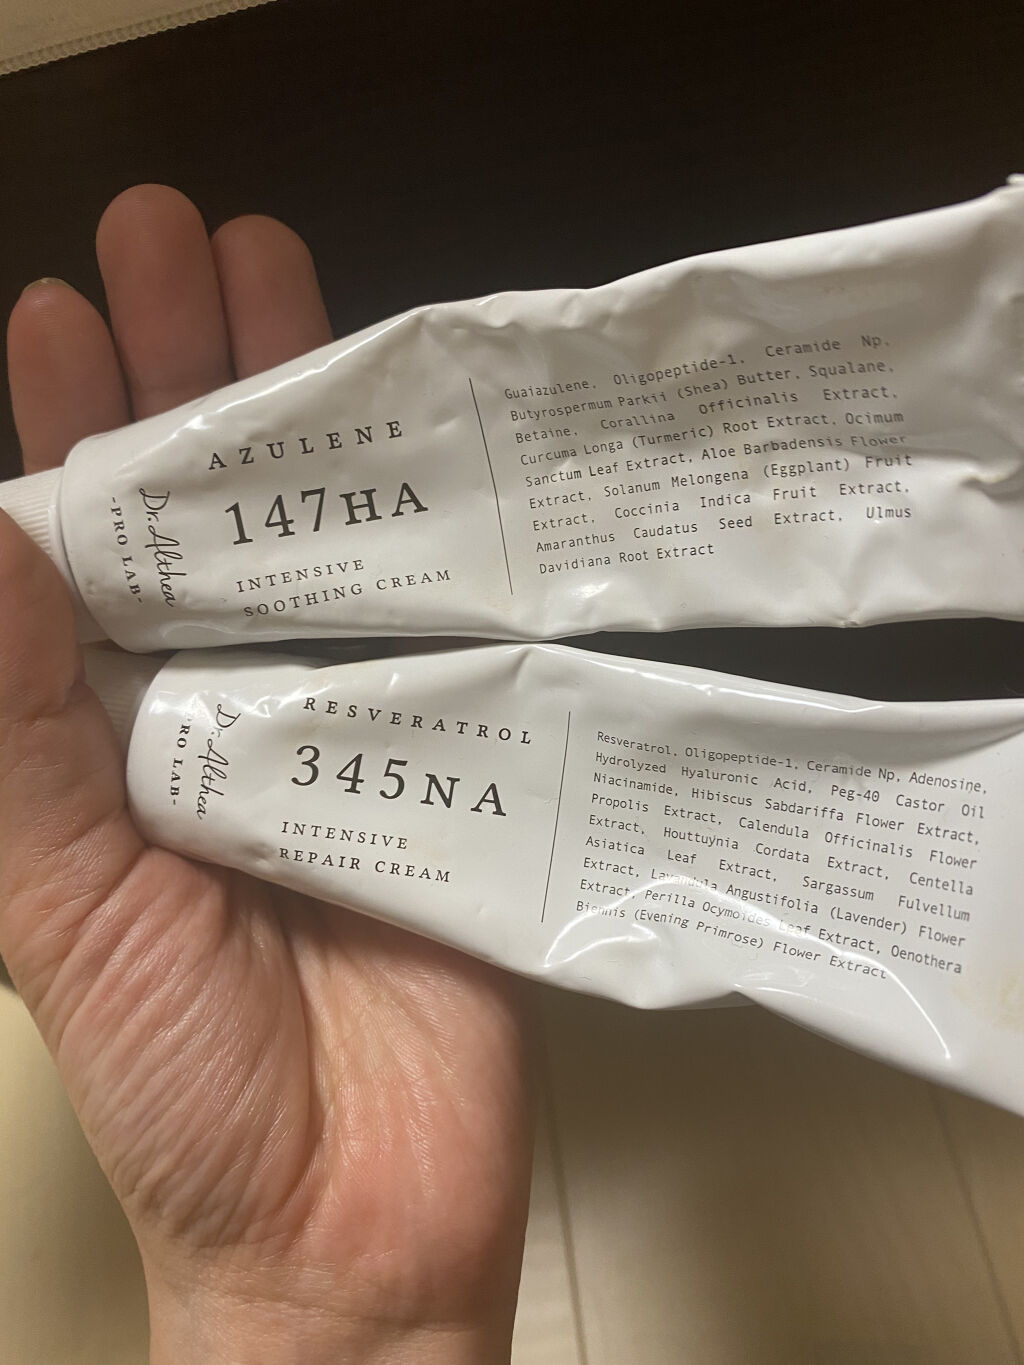 Dr. Althea
-PRO LAB-
AZULENE
147HA
INTENSIVE
SOOTHING CREAM
Guaiazulene, Oligopeptide-1, Ceramide Np,
Butyrospermum Parkii (Shea) Butter, Squalane,
Betaine, Corallina Officinalis Extract,
Curcuma Longa (Turmeric) Root Extract, Ocimum
Sanctum Leaf Extract, Aloe Barbadensis Flower
Extract, Solanum Melongena (Eggplant) Fruit
Extract, Coccinia Indica Fruit Extract,
Amaranthus Caudatus Seed Extract, Ulmus
Davidiana Root Extract
Dr. Althea
RO LAB-
RESVERATROL
345NA
INTENSIVE
REPAIR CREAM
Resveratrol, Oligopeptide-1, Ceramide Np, Adenosine,
Hydrolyzed Hyaluronic Acid, Peg-40 Castor Oil
Niacinamide, Hibiscus Sabdariffa Flower Extract,
Propolis Extract, Calendula Officinalis Flower
Extract, Houttuynia Cordata Extract, Centella
Asiatica Leaf Extract, Sargassum Fulvellum
Extract, Lavandula Angustifolia (Lavender) Flower
Extract, Perilla Ocymoides Leaf Extract, Oenothera
Biennis (Evening Primrose) Flower Extract